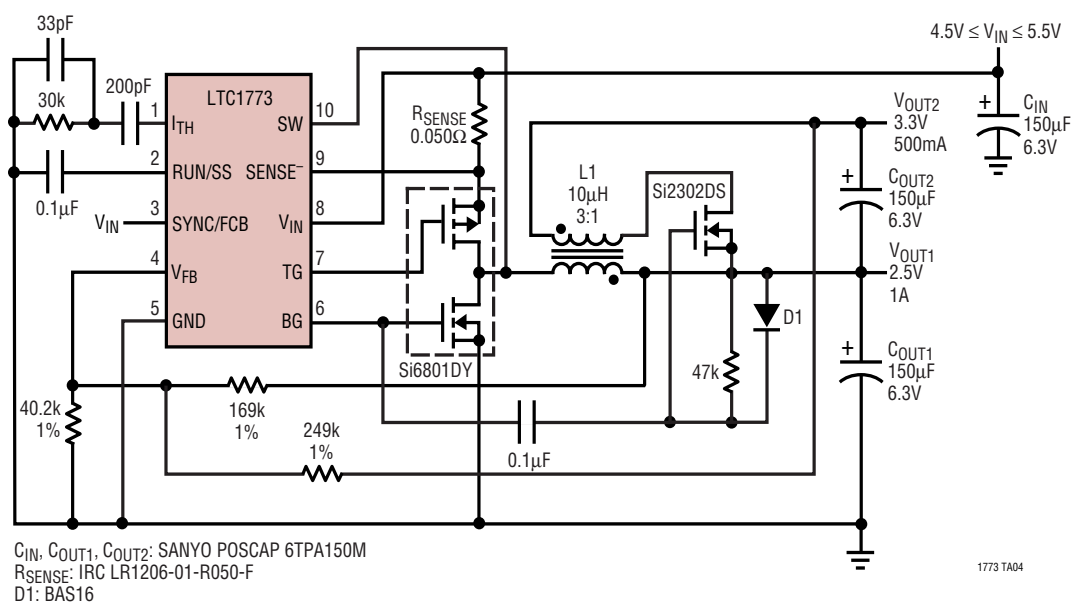 33pF
4.5V ≤ VIN ≤ 5.5V
30k
200pF
LTC1773
1
ITH
10
SW
RSENSE
0.050Ω
VOUT2
3.3V
500mA
+
CIN
150µF
6.3V
2
RUN/SS
9
SENSE–
0.1µF
L1
10µH
3:1
Si2302DS
+
COUT2
150µF
6.3V
VIN
3
SYNC/FCB
8
VIN
4
VFB
7
TG
VOUT1
2.5V
1A
5
GND
6
BG
D1
Si6801DY
47k
+
COUT1
150µF
6.3V
40.2k
1%
169k
1%
249k
1%
0.1µF
CIN, COUT1, COUT2: SANYO POSCAP 6TPA150M
RSENSE: IRC LR1206-01-R050-F
D1: BAS16
1773 TA04